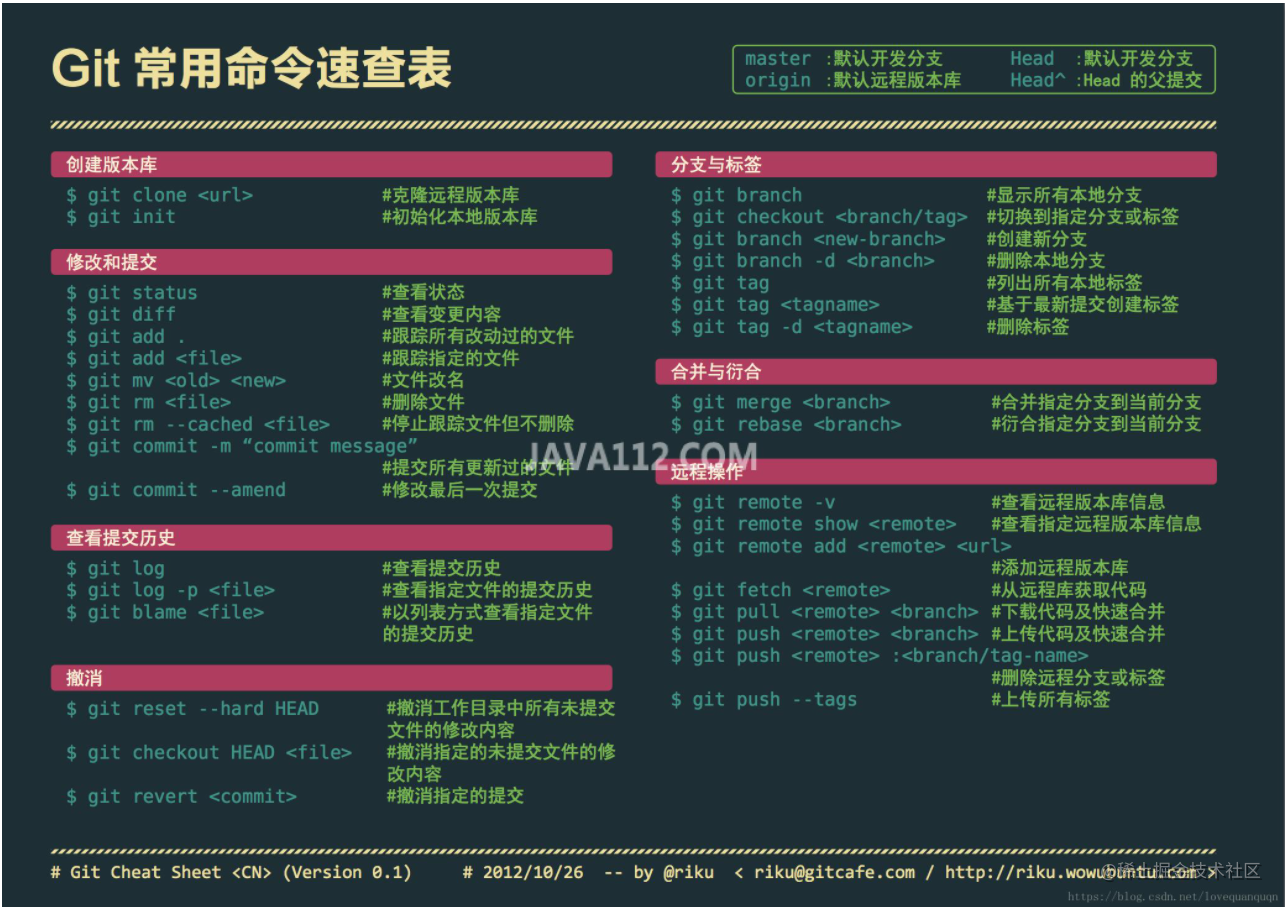 Git 常用命令速查表
master :默认开发分支 Head :默认开发分支
origin :默认远程版本库 Head^ :Head 的父提交
创建版本库
$ git clone <url> #克隆远程版本库
$ git init #初始化本地版本库
修改和提交
$ git status #查看状态
$ git diff #查看变更内容
$ git add . #跟踪所有改动过的文件
$ git add <file> #跟踪指定的文件
$ git mv <old> <new> #文件改名
$ git rm <file> #删除文件
$ git rm --cached <file> #停止跟踪文件但不删除
$ git commit -m “commit message”
#提交所有更新过的文件
$ git commit --amend #修改最后一次提交
查看提交历史
$ git log #查看提交历史
$ git log -p <file> #查看指定文件的提交历史
$ git blame <file> #以列表方式查看指定文件
的提交历史
撤消
$ git reset --hard HEAD #撤消工作目录中所有未提交
文件的修改内容
$ git checkout HEAD <file> #撤消指定的未提交文件的修
改内容
$ git revert <commit> #撤消指定的提交
分支与标签
$ git branch #显示所有本地分支
$ git checkout <branch/tag> #切换到指定分支或标签
$ git branch <new-branch> #创建新分支
$ git branch -d <branch> #删除本地分支
$ git tag #列出所有本地标签
$ git tag <tagname> #基于最新提交创建标签
$ git tag -d <tagname> #删除标签
合并与衍合
$ git merge <branch> #合并指定分支到当前分支
$ git rebase <branch> #衍合指定分支到当前分支
JAVA112.COM
远程操作
$ git remote -v #查看远程版本库信息
$ git remote show <remote> #查看指定远程版本库信息
$ git remote add <remote> <url>
#添加远程版本库
$ git fetch <remote> #从远程库获取代码
$ git pull <remote> <branch> #下载代码及快速合并
$ git push <remote> <branch> #上传代码及快速合并
$ git push <remote> :<branch/tag-name>
#删除远程分支或标签
$ git push --tags #上传所有标签
# Git Cheat Sheet <CN> (Version 0.1) # 2012/10/26 -- by @riku < riku@gitcafe.com / http://riku.wowubuntu.com >
@稀土掘金技术社区
https://blog.csdn.net/lovequanquqn